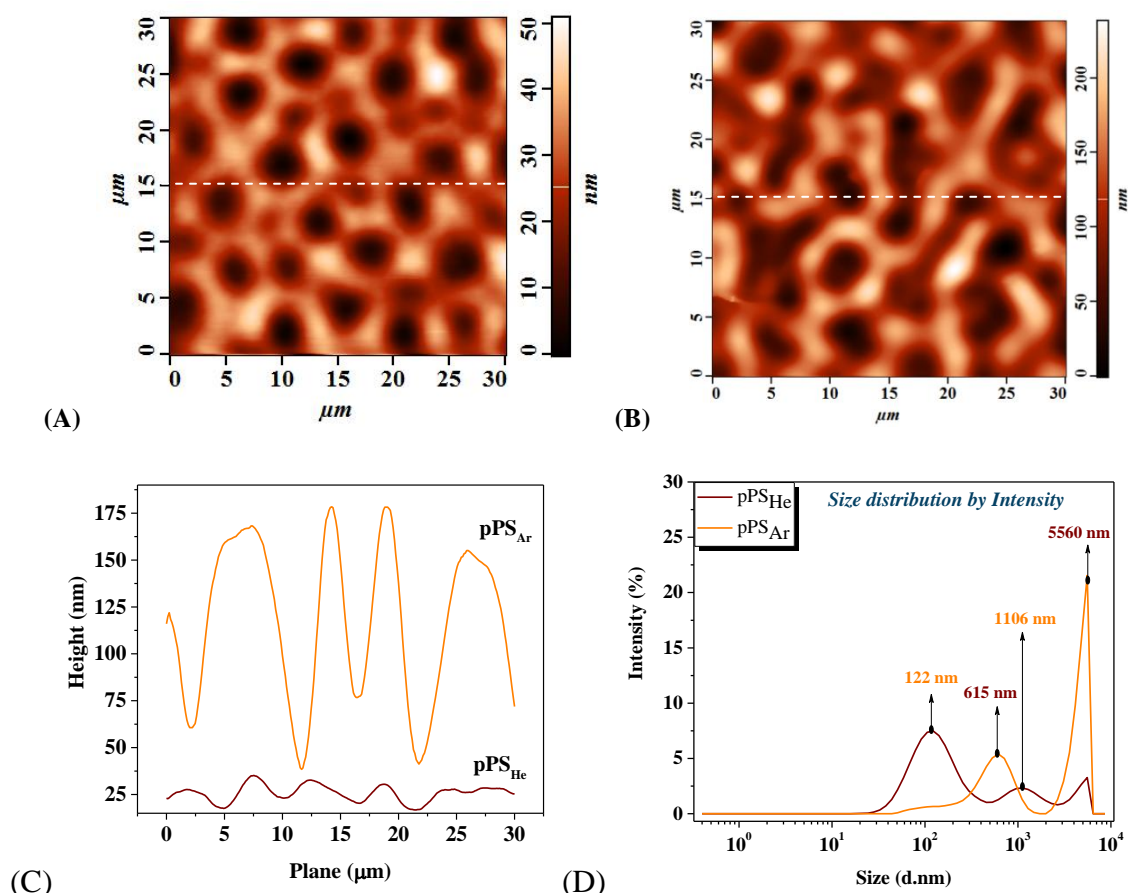 30
25
20
15
10
5
0
µm
0 5 10 15 20 25 30
µm
50
40
30
20
10
0
nm
(A)
30
25
20
15
10
5
0
µm
0 5 10 15 20 25 30
µm
200
150
100
50
0
nm
(B)
175
150
125
100
75
50
25
Height (nm)
pPS_Ar
pPS_He
0 5 10 15 20 25 30
Plane (µm)
(C)
30
25
20
15
10
5
0
Intensity (%)
pPS_He
pPS_Ar
Size distribution by Intensity
5560 nm
1106 nm
122 nm
615 nm
10^0 10^1 10^2 10^3 10^4
Size (d.nm)
(D)